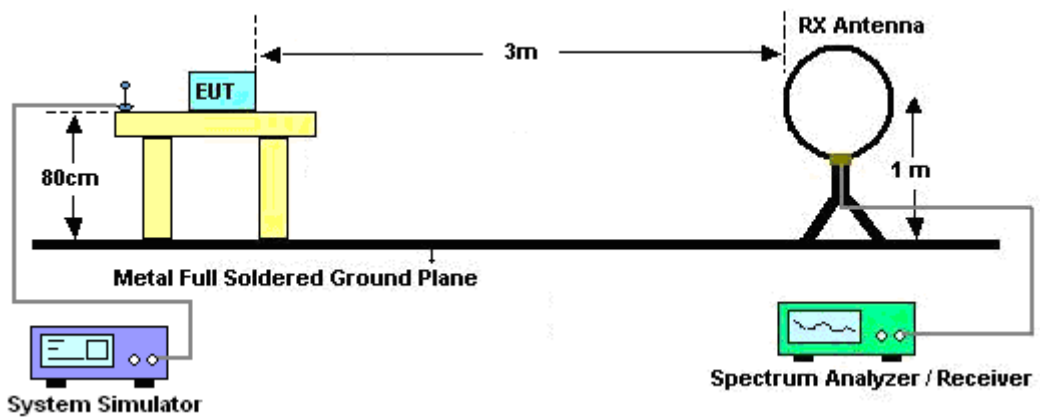 RX Antenna
3m
EUT
80cm
1 m
Metal Full Soldered Ground Plane
System Simulator
Spectrum Analyzer / Receiver